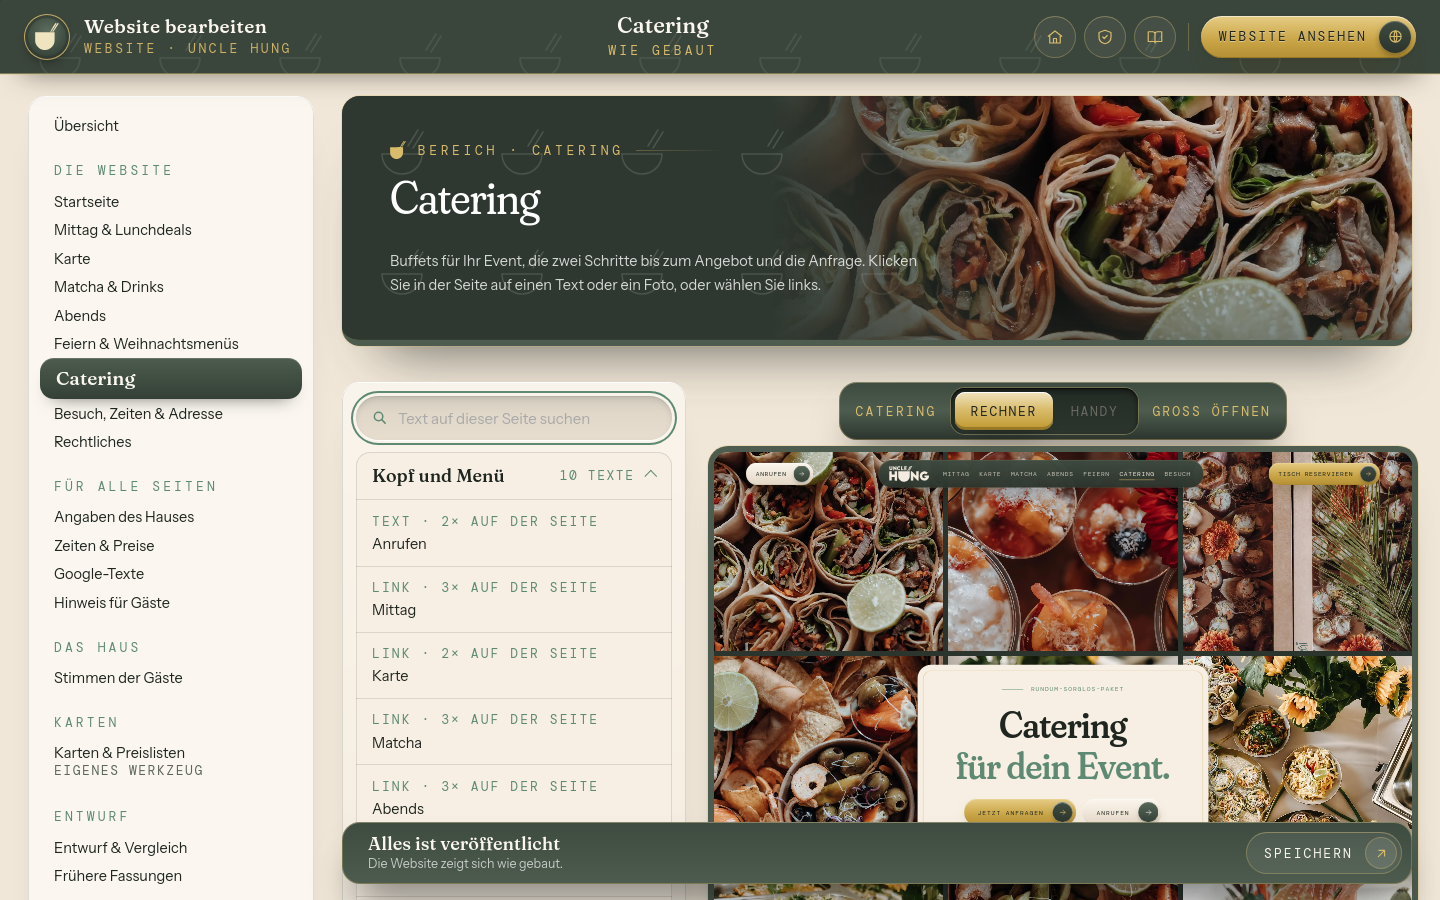 Website bearbeiten
WEBSITE · UNCLE HUNG
Catering
WIE GEBAUT
WEBSITE ANSEHEN
Übersicht
DIE WEBSITE
Startseite
Mittag & Lunchdeals
Karte
Matcha & Drinks
Abends
Feiern & Weihnachtsmenüs
Catering
Besuch, Zeiten & Adresse
Rechtliches
FÜR ALLE SEITEN
Angaben des Hauses
Zeiten & Preise
Google-Texte
Hinweis für Gäste
DAS HAUS
Stimmen der Gäste
KARTEN
Karten & Preislisten
EIGENES WERKZEUG
ENTWURF
Entwurf & Vergleich
Frühere Fassungen
BEREICH · CATERING
Catering
Buffets für Ihr Event, die zwei Schritte bis zum Angebot und die Anfrage. Klicken
Sie in der Seite auf einen Text oder ein Foto, oder wählen Sie links.
Text auf dieser Seite suchen
Kopf und Menü
10 TEXTE
TEXT · 2× AUF DER SEITE
Anrufen
LINK · 3× AUF DER SEITE
Mittag
LINK · 2× AUF DER SEITE
Karte
LINK · 3× AUF DER SEITE
Matcha
LINK · 3× AUF DER SEITE
Abends
CATERING
RECHNER
HANDY
GROSS ÖFFNEN
ANRUFEN
UNCLE HUNG
MITTAG KARTE MATCHA ABENDS FEIERN CATERING BESUCH
TISCH RESERVIEREN
RUNDUM-SORGLOS-PAKET
Catering
für dein Event.
JETZT ANFRAGEN
ANRUFEN
Alles ist veröffentlicht
Die Website zeigt sich wie gebaut.
SPEICHERN